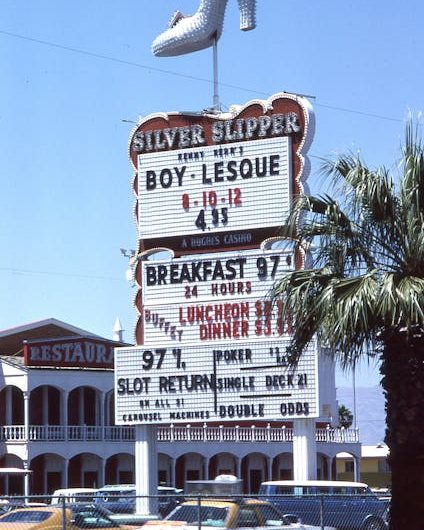 SILVER SLIPPER
KENNY KERR'S
BOY-LESQUE
8-10-12
4.95
A HUGHES CASINO
BREAKFAST 97¢
24 HOURS
BUFFET
LUNCHEON
DINNER
97%
SLOT RETURN
ON ALL $1
CAROUSEL MACHINES
POKER
SINGLE DECK 21
DOUBLE ODDS
RESTAURA